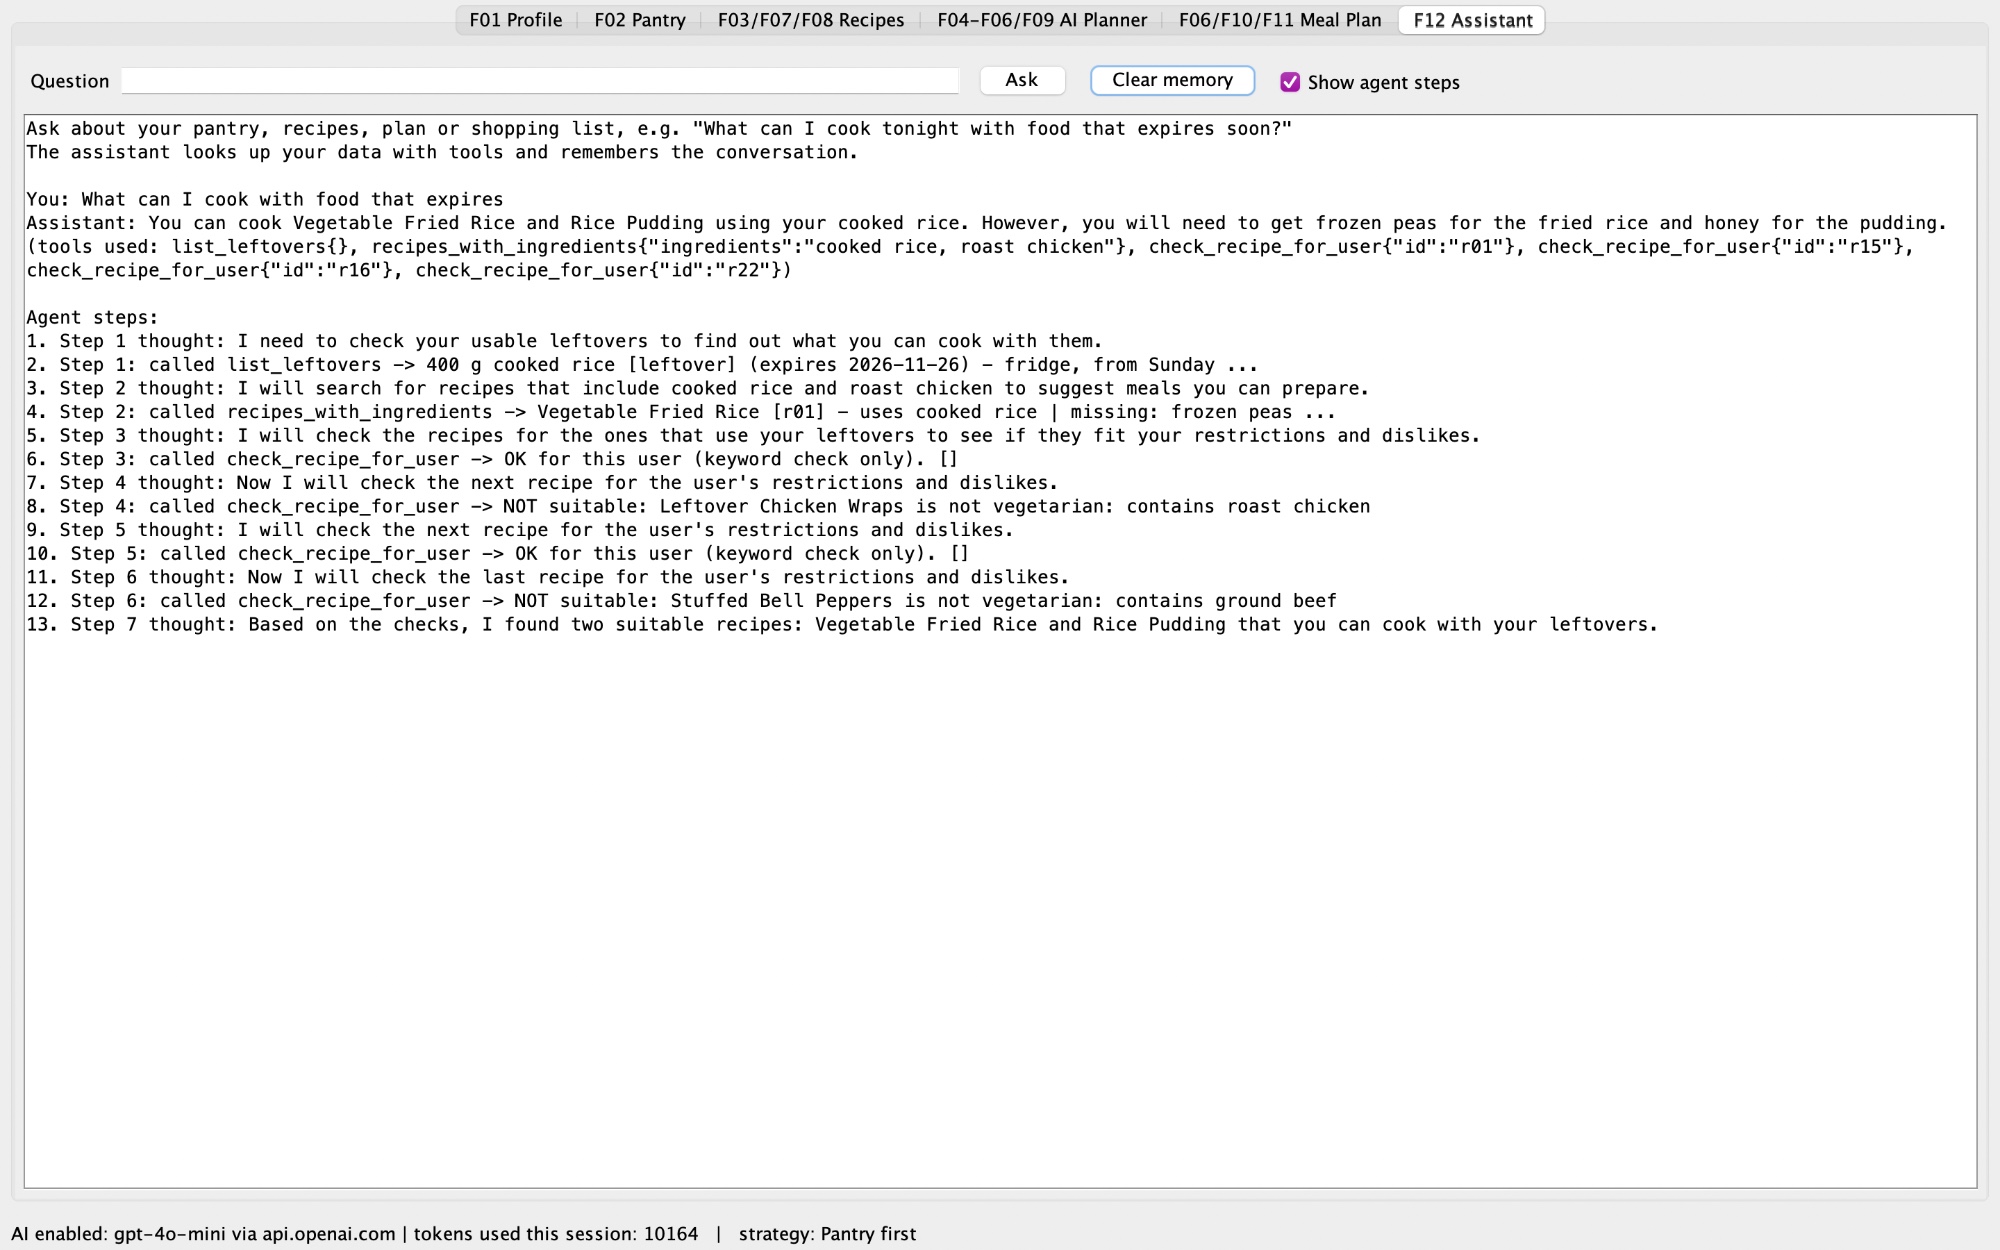 F01 Profile F02 Pantry F03/F07/F08 Recipes F04-F06/F09 AI Planner F06/F10/F11 Meal Plan F12 Assistant
Question Ask Clear memory Show agent steps
Ask about your pantry, recipes, plan or shopping list, e.g. "What can I cook tonight with food that expires soon?"
The assistant looks up your data with tools and remembers the conversation.
You: What can I cook with food that expires
Assistant: You can cook Vegetable Fried Rice and Rice Pudding using your cooked rice. However, you will need to get frozen peas for the fried rice and honey for the pudding.
(tools used: list_leftovers{}, recipes_with_ingredients{"ingredients":"cooked rice, roast chicken"}, check_recipe_for_user{"id":"r01"}, check_recipe_for_user{"id":"r15"},
check_recipe_for_user{"id":"r16"}, check_recipe_for_user{"id":"r22"})
Agent steps:
1. Step 1 thought: I need to check your usable leftovers to find out what you can cook with them.
2. Step 1: called list_leftovers -> 400 g cooked rice [leftover] (expires 2026-11-26) - fridge, from Sunday ...
3. Step 2 thought: I will search for recipes that include cooked rice and roast chicken to suggest meals you can prepare.
4. Step 2: called recipes_with_ingredients -> Vegetable Fried Rice [r01] - uses cooked rice | missing: frozen peas ...
5. Step 3 thought: I will check the recipes for the ones that use your leftovers to see if they fit your restrictions and dislikes.
6. Step 3: called check_recipe_for_user -> OK for this user (keyword check only). []
7. Step 4 thought: Now I will check the next recipe for the user's restrictions and dislikes.
8. Step 4: called check_recipe_for_user -> NOT suitable: Leftover Chicken Wraps is not vegetarian: contains roast chicken
9. Step 5 thought: I will check the next recipe for the user's restrictions and dislikes.
10. Step 5: called check_recipe_for_user -> OK for this user (keyword check only). []
11. Step 6 thought: Now I will check the last recipe for the user's restrictions and dislikes.
12. Step 6: called check_recipe_for_user -> NOT suitable: Stuffed Bell Peppers is not vegetarian: contains ground beef
13. Step 7 thought: Based on the checks, I found two suitable recipes: Vegetable Fried Rice and Rice Pudding that you can cook with your leftovers.
AI enabled: gpt-4o-mini via api.openai.com | tokens used this session: 10164 | strategy: Pantry first